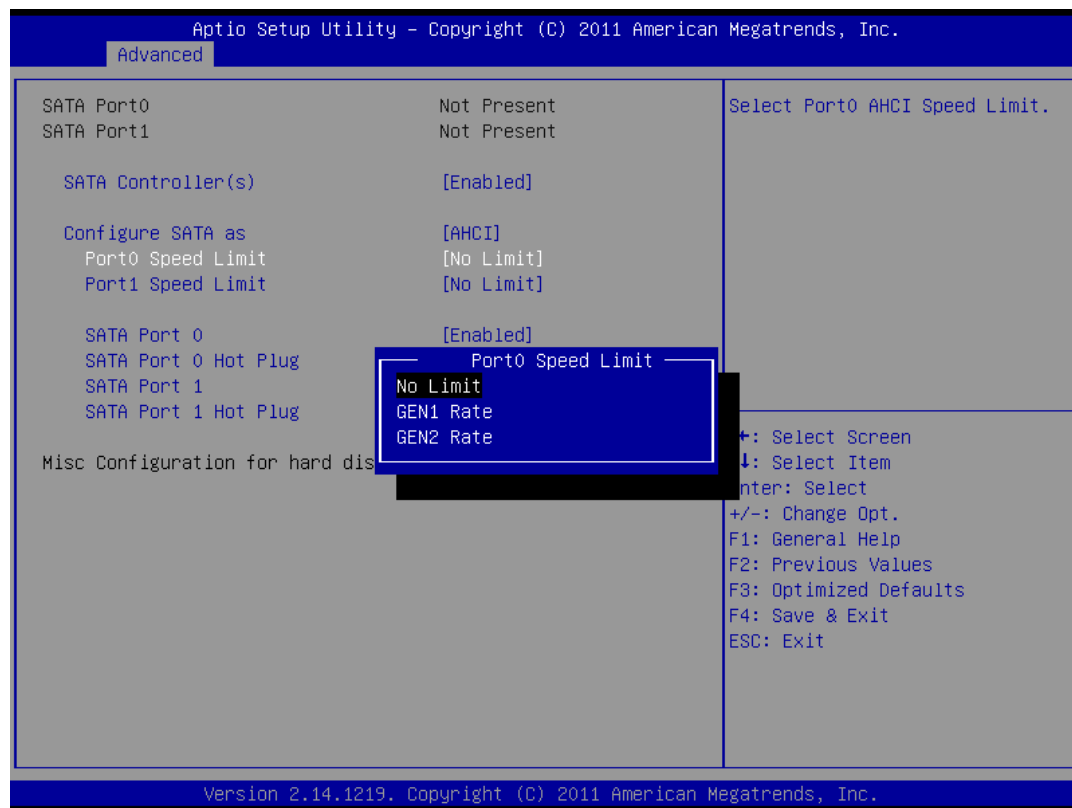 Aptio Setup Utility – Copyright (C) 2011 American Megatrends, Inc.
Advanced
SATA Port0 Not Present
SATA Port1 Not Present
SATA Controller(s) [Enabled]
Configure SATA as [AHCI]
Port0 Speed Limit [No Limit]
Port1 Speed Limit [No Limit]
SATA Port 0 [Enabled]
SATA Port 0 Hot Plug
SATA Port 1
SATA Port 1 Hot Plug
Misc Configuration for hard dis
Port0 Speed Limit
No Limit
GEN1 Rate
GEN2 Rate
Select Port0 AHCI Speed Limit.
: Select Screen
: Select Item
nter: Select
+/-: Change Opt.
F1: General Help
F2: Previous Values
F3: Optimized Defaults
F4: Save & Exit
ESC: Exit
Version 2.14.1219. Copyright (C) 2011 American Megatrends, Inc.